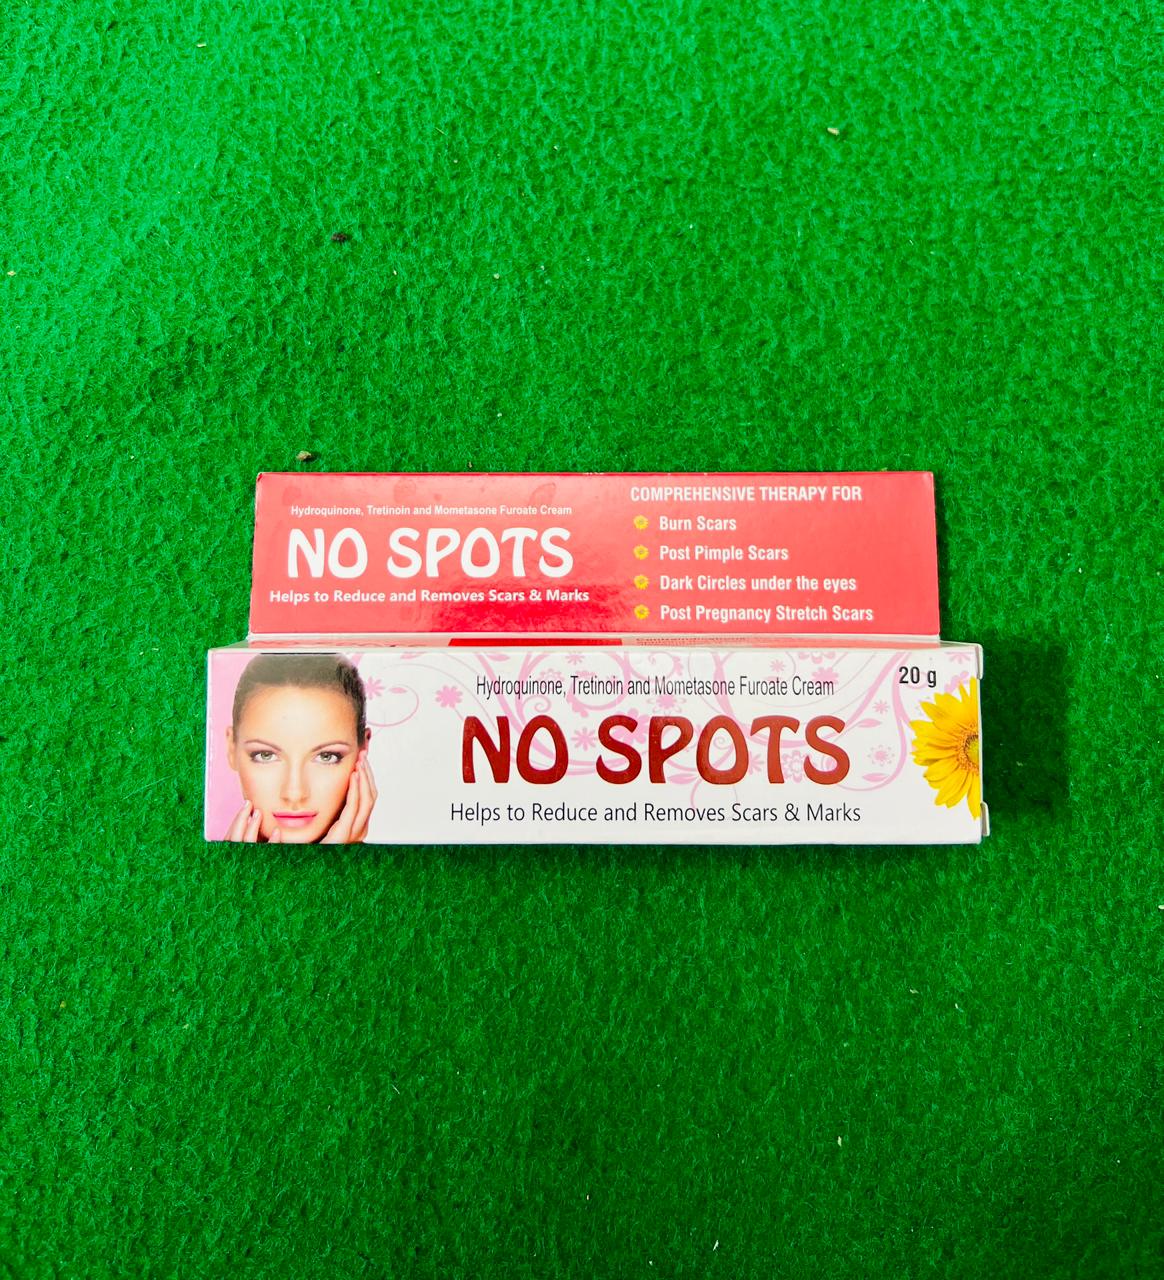 Hydroquinone, Tretinoin and Mometasone Furoate Cream
NO SPOTS
Helps to Reduce and Removes Scars & Marks
COMPREHENSIVE THERAPY FOR
Burn Scars
Post Pimple Scars
Dark Circles under the eyes
Post Pregnancy Stretch Scars
Hydroquinone, Tretinoin and Mometasone Furoate Cream
20 g
NO SPOTS
Helps to Reduce and Removes Scars & Marks